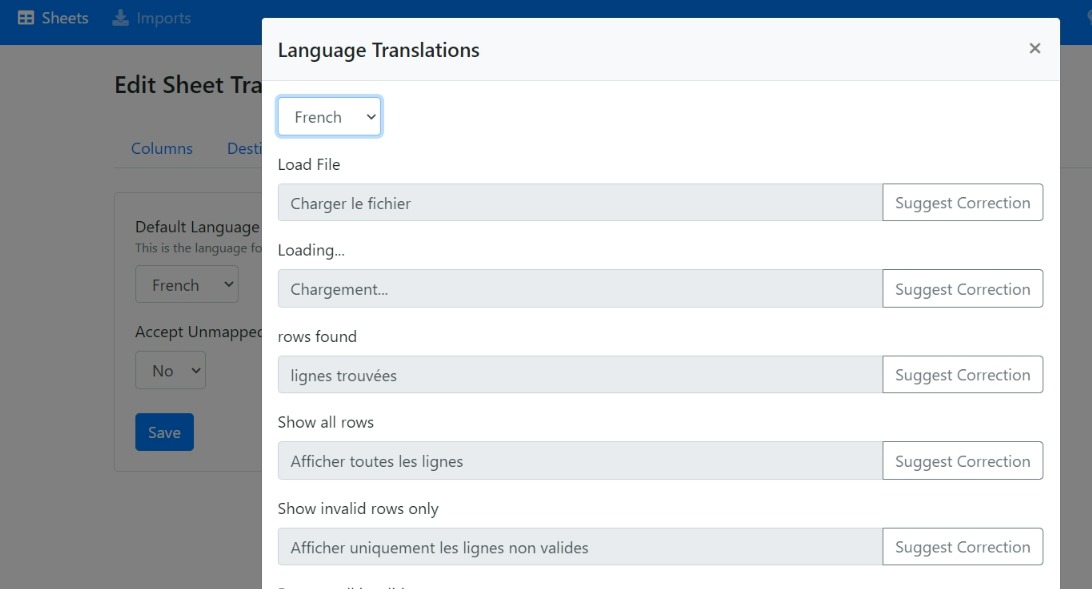 Sheets Imports
Language Translations ×
Edit Sheet Tra
French
Columns Desti
Load File
Charger le fichier Suggest Correction
Default Language
This is the language fo
French
Loading...
Chargement... Suggest Correction
Accept Unmapped
No
rows found
lignes trouvées Suggest Correction
Save
Show all rows
Afficher toutes les lignes Suggest Correction
Show invalid rows only
Afficher uniquement les lignes non valides Suggest Correction